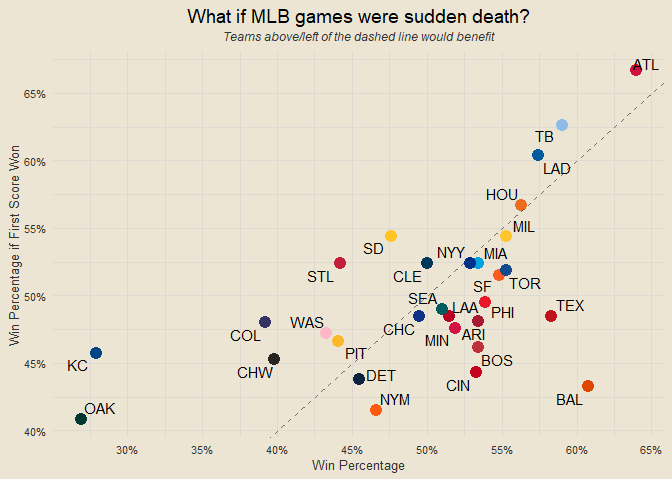 What if MLB games were sudden death?
Teams above/left of the dashed line would benefit
ATL
65%
TB
60%
LAD
HOU
55%
MIL
SD
NYY
MIA
STL
CLE
SF
TOR
50%
SEA
LAA
PHI
TEX
COL
WAS
CHC
MIN
ARI
45%
KC
CHW
PIT
BOS
DET
CIN
OAK
NYM
BAL
40%
Win Percentage if First Score Won
30%
35%
40%
45%
50%
55%
60%
65%
Win Percentage